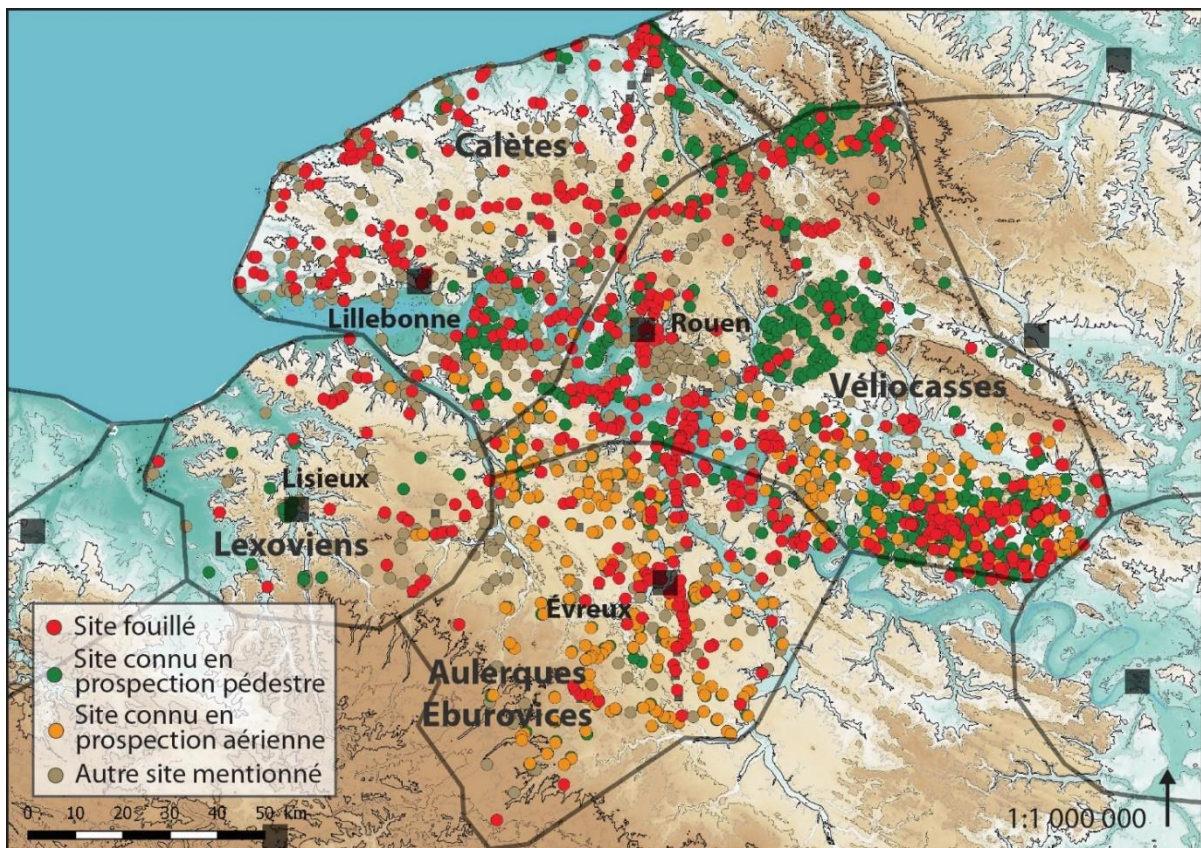 Calètes
Lillebonne
Rouen
Véliocasses
Lisieux
Lexoviens
Évreux
Aulerques
Éburovices
Site fouillé
Site connu en
prospection pédestre
Site connu en
prospection aérienne
Autre site mentionné
0 10 20 30 40 50 km
1:1 000 000